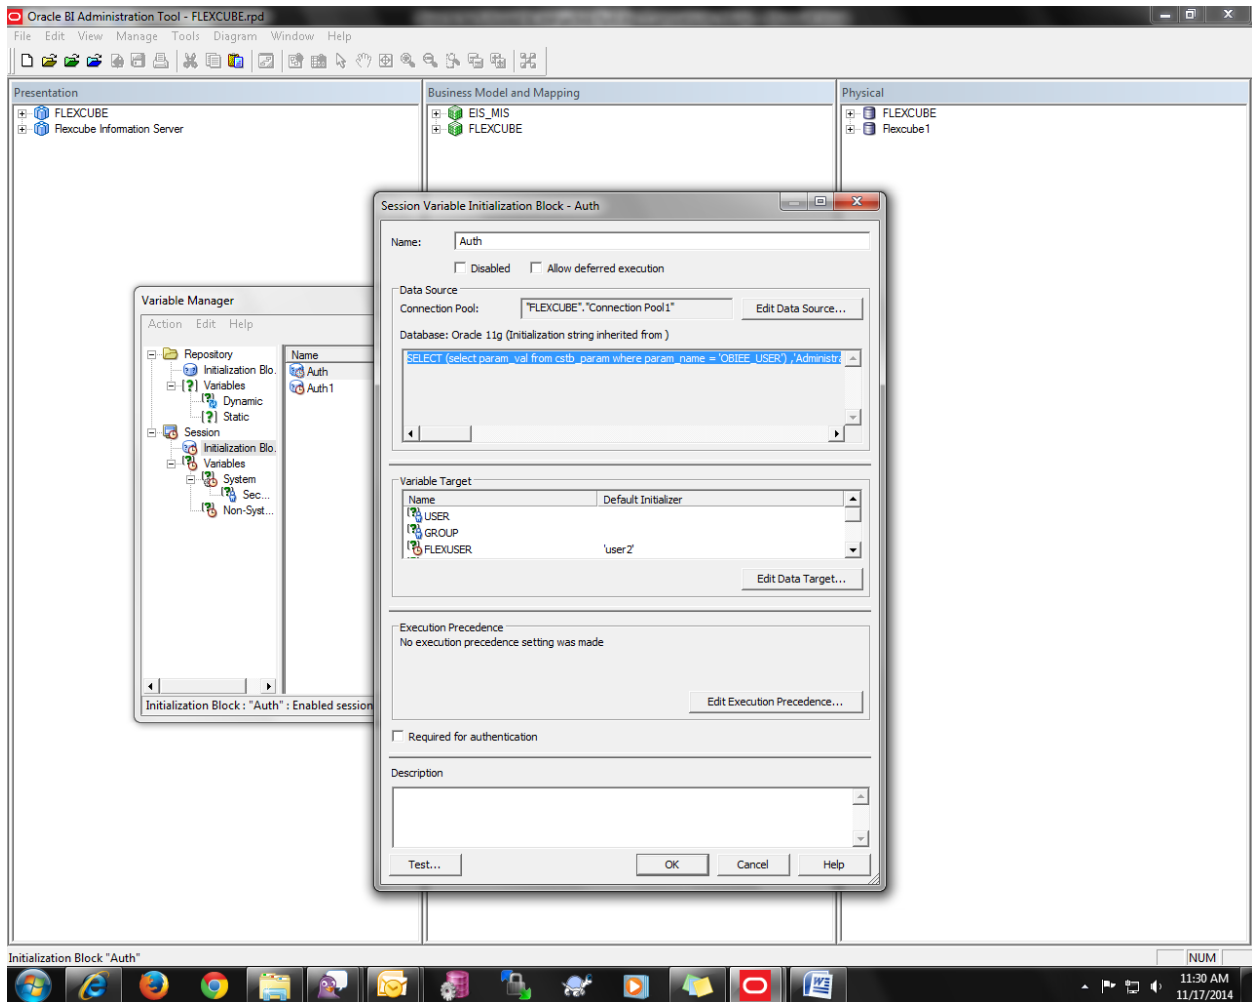 Oracle BI Administration Tool - FLEXCUBE.rpd
File Edit View Manage Tools Diagram Window Help
Presentation
FLEXCUBE
Flexcube Information Server
Business Model and Mapping
EIS_MIS
FLEXCUBE
Physical
FLEXCUBE
Flexcube1
Variable Manager
Action Edit Help
Repository
Initialization Blo.
Variables
Dynamic
Static
Session
Initialization Blo.
Variables
System
Sec...
Non-Syst...
Name
Auth
Auth1
Initialization Block : "Auth" : Enabled session
Session Variable Initialization Block - Auth
Name: Auth
Disabled Allow deferred execution
Data Source
Connection Pool: "FLEXCUBE"."Connection Pool1" Edit Data Source...
Database: Oracle 11g (Initialization string inherited from )
SELECT (select param_val from cstb_param where param_name = 'OBIEE_USER') ,'Administra
Variable Target
Name Default Initializer
USER
GROUP
FLEXUSER 'user2'
Edit Data Target...
Execution Precedence
No execution precedence setting was made
Edit Execution Precedence...
Required for authentication
Description
Test... OK Cancel Help
Initialization Block "Auth"
NUM
11:30 AM
11/17/2014